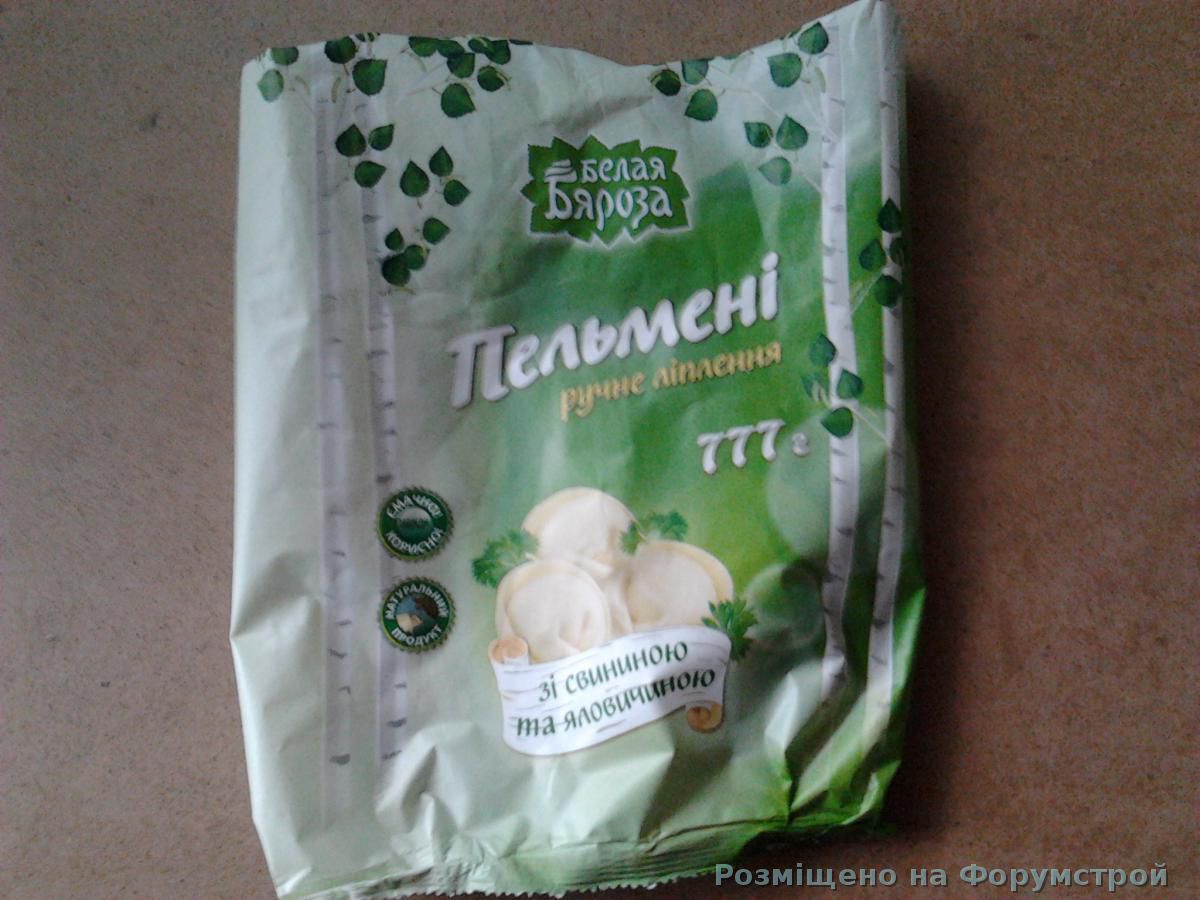 Белая
Бяроза
Пельмені
ручне ліплення
777 г
СМАЧНО!
КОРИСНО
НАТУРАЛЬНИЙ
ПРОДУКТ
зі свининою
та яловичиною
Розміщено на Форумстрой